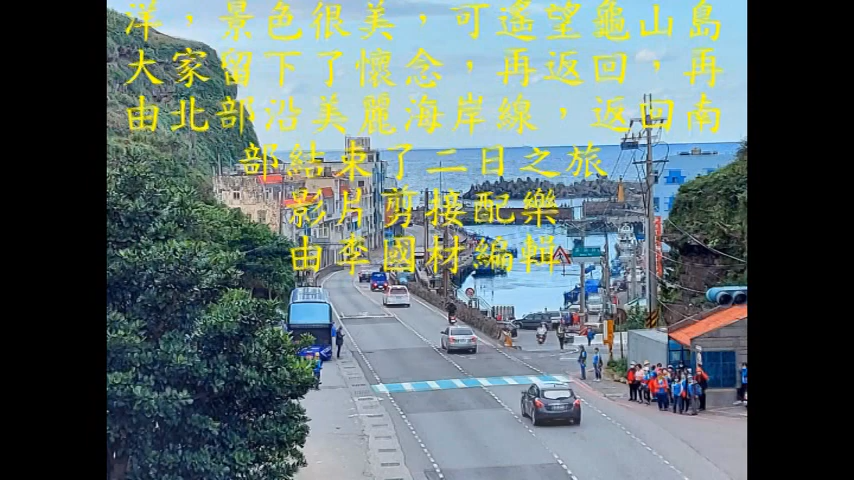 洋，景色很美，可遙望龜山島
大家留下了懷念，再返回，再
由北部沿美麗海岸線，返回南
部結束了二日之旅
影片剪接配樂
由李國材編輯